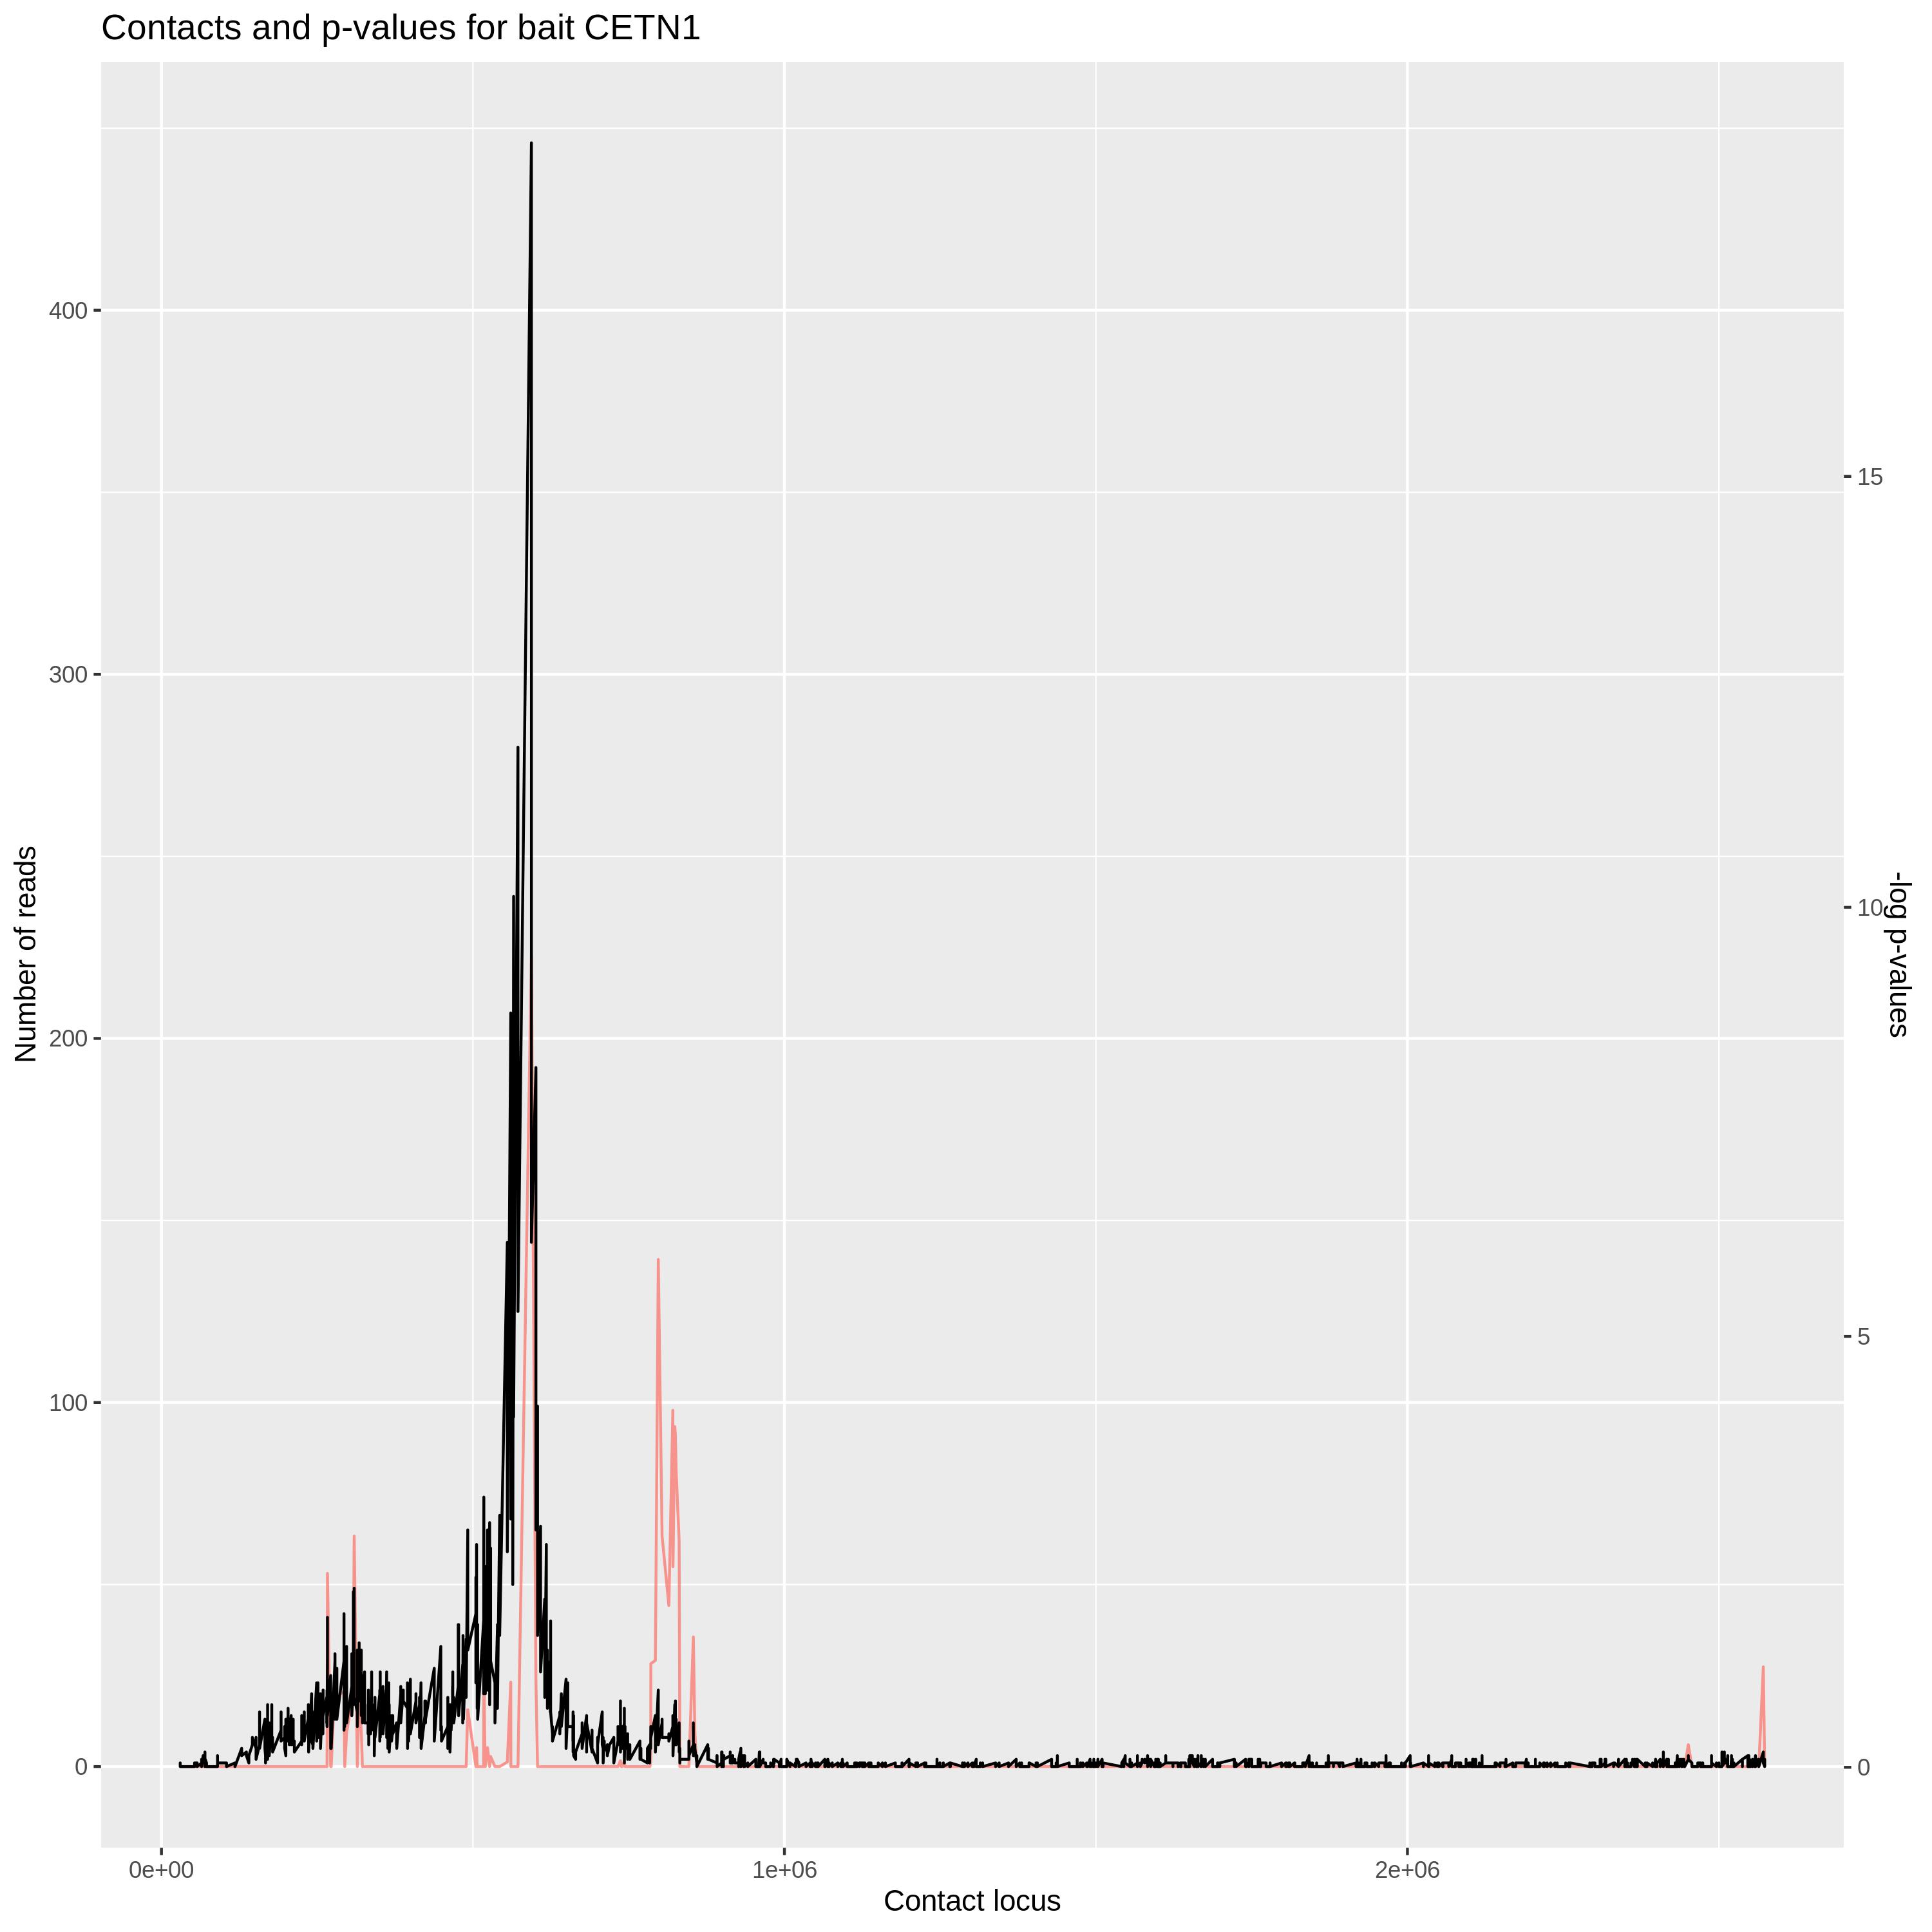 Contacts and p-values for bait CETN1
Number of reads
400
300
200
100
0
15
10
5
0
-log p-values
0e+00
1e+06
2e+06
Contact locus